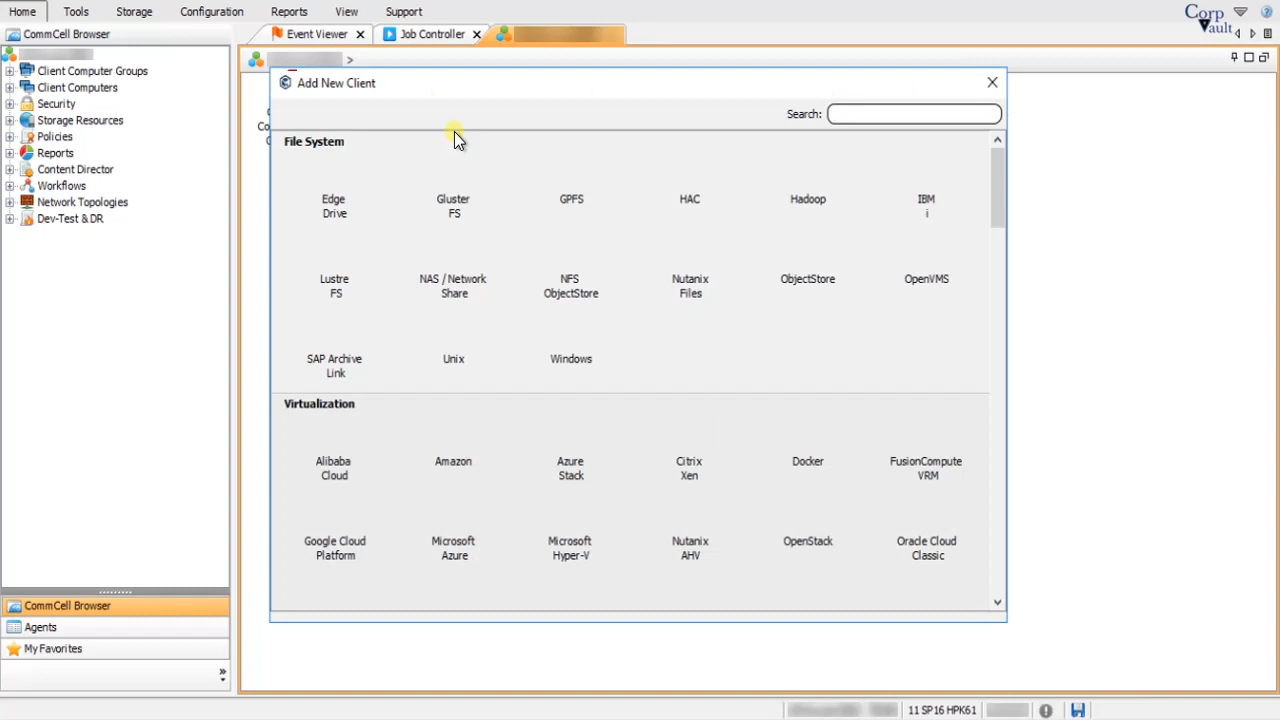 Home Tools Storage Configuration Reports View Support
Corp
Vault
CommCell Browser
Event Viewer Job Controller
>
Client Computer Groups
Client Computers
Security
Storage Resources
Policies
Reports
Content Director
Workflows
Network Topologies
Dev-Test & DR
Add New Client
Search:
File System
Edge
Drive
Gluster
FS
GPFS
HAC
Hadoop
IBM
i
Lustre
FS
NAS / Network
Share
NFS
ObjectStore
Nutanix
Files
ObjectStore
OpenVMS
SAP Archive
Link
Unix
Windows
Virtualization
Alibaba
Cloud
Amazon
Azure
Stack
Citrix
Xen
Docker
FusionCompute
VRM
Google Cloud
Platform
Microsoft
Azure
Microsoft
Hyper-V
Nutanix
AHV
OpenStack
Oracle Cloud
Classic
CommCell Browser
Agents
My Favorites
»
11 SP16 HPK61